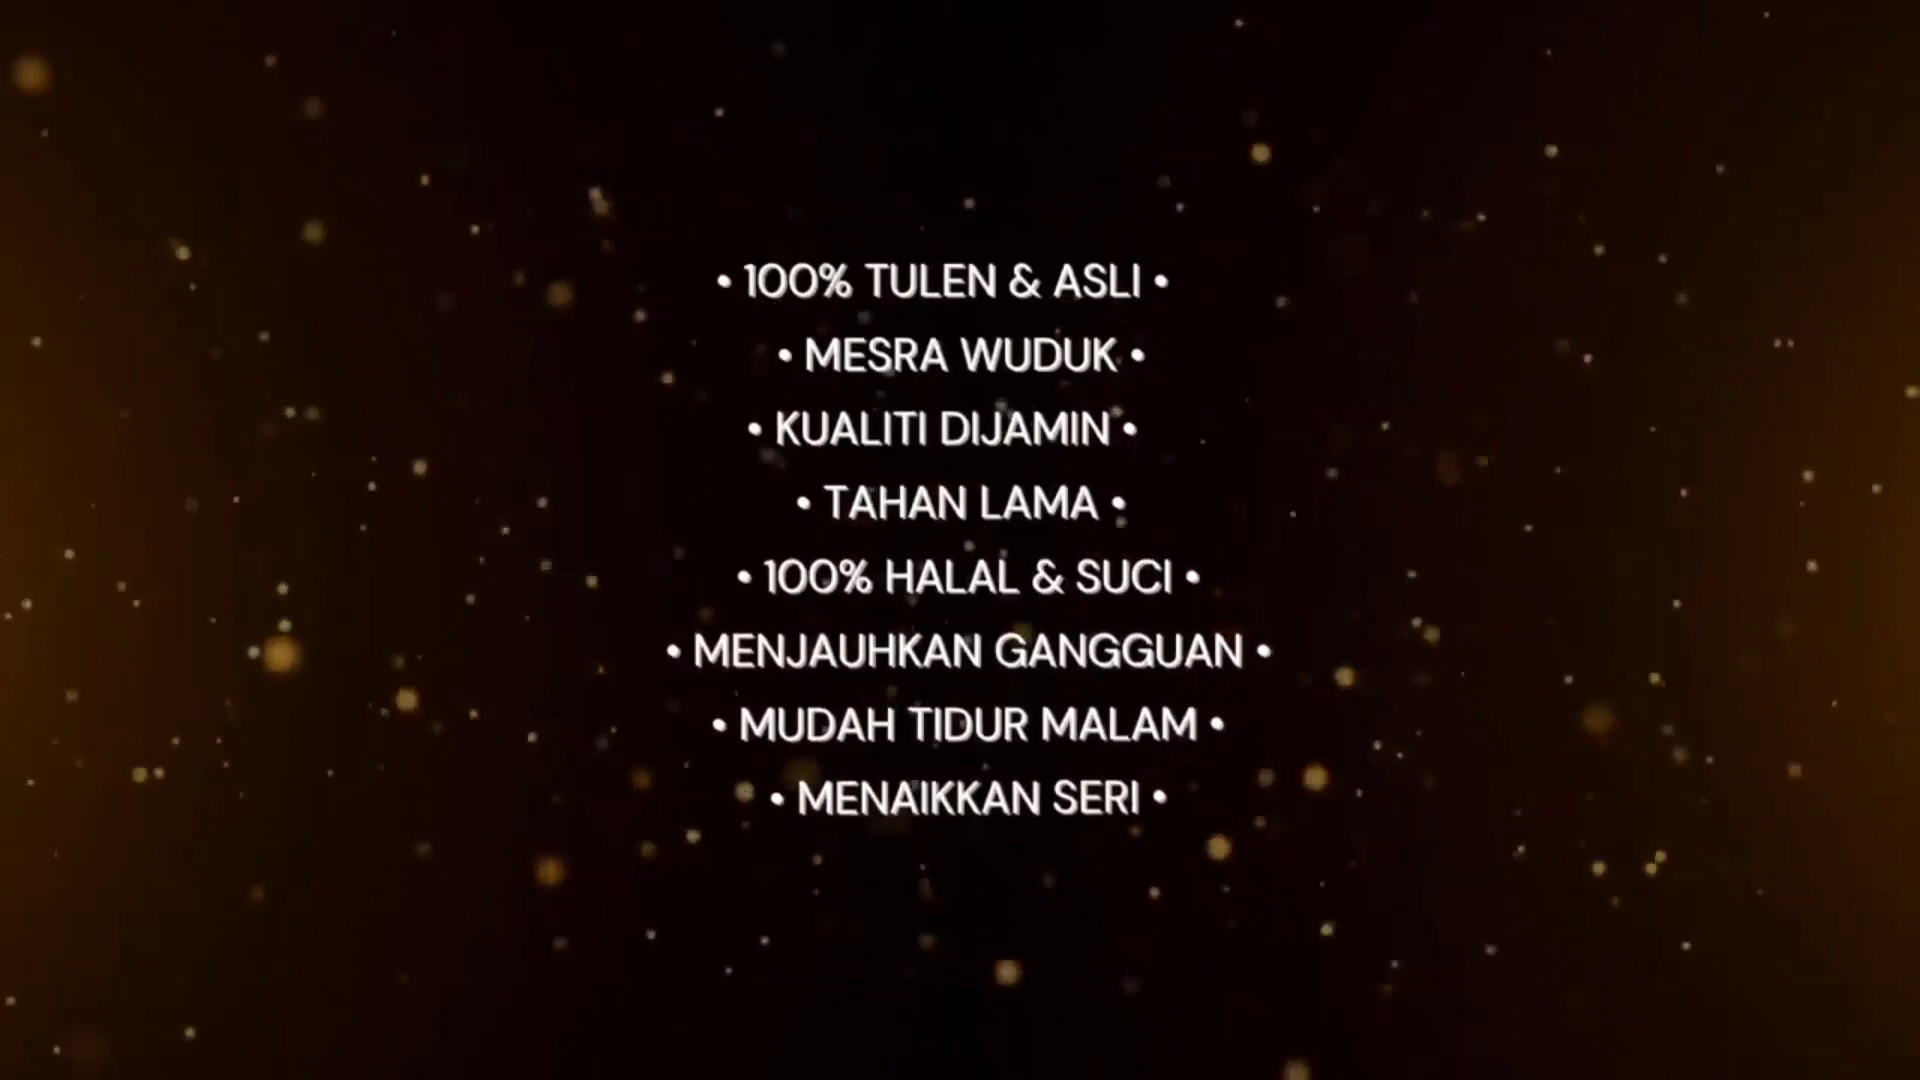 • 100% TULEN & ASLI •
• MESRA WUDUK •
• KUALITI DIJAMIN •
• TAHAN LAMA •
• 100% HALAL & SUCI •
• MENJAUHKAN GANGGUAN •
• MUDAH TIDUR MALAM •
• MENAIKKAN SERI •